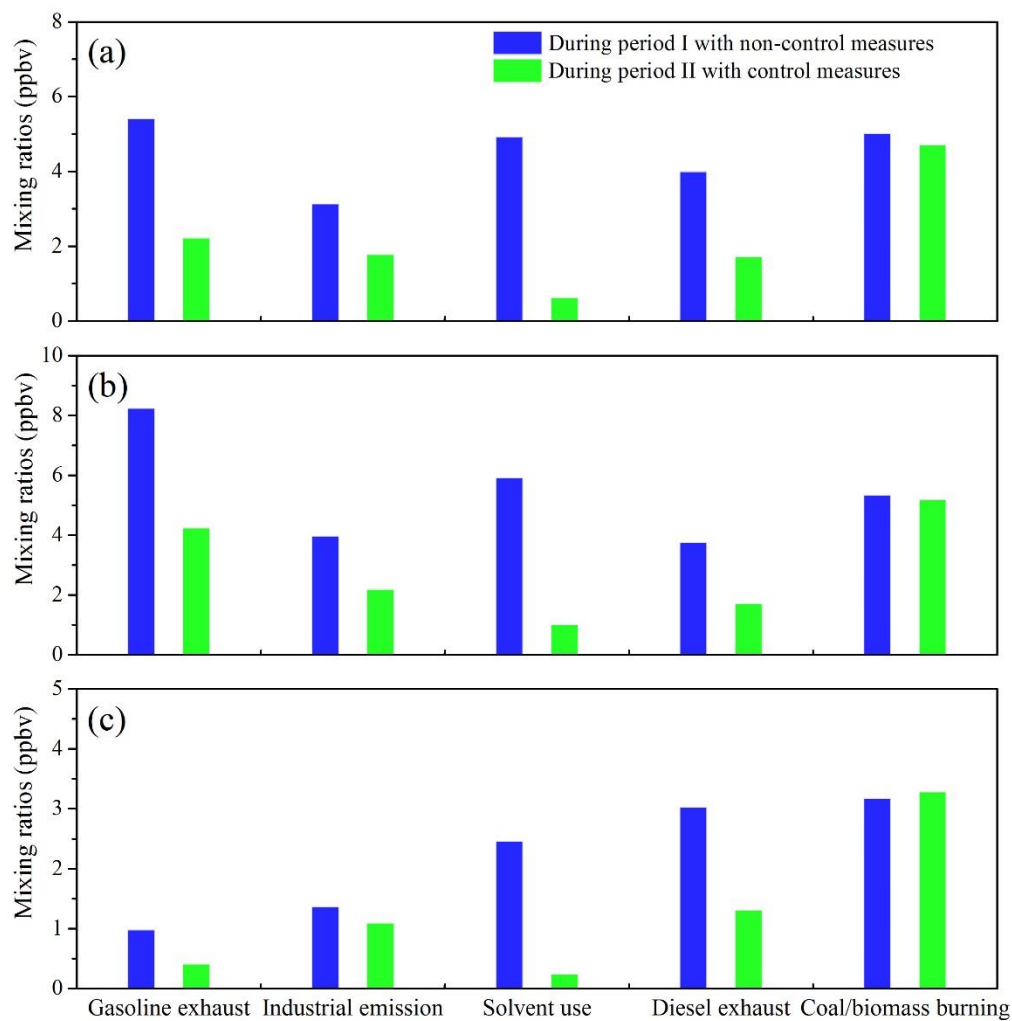 (a)
During period I with non-control measures
During period II with control measures
Mixing ratios (ppbv)
8
6
4
2
0
(b)
Mixing ratios (ppbv)
10
8
6
4
2
0
(c)
Mixing ratios (ppbv)
5
4
3
2
1
0
Gasoline exhaust Industrial emission Solvent use Diesel exhaust Coal/biomass burning